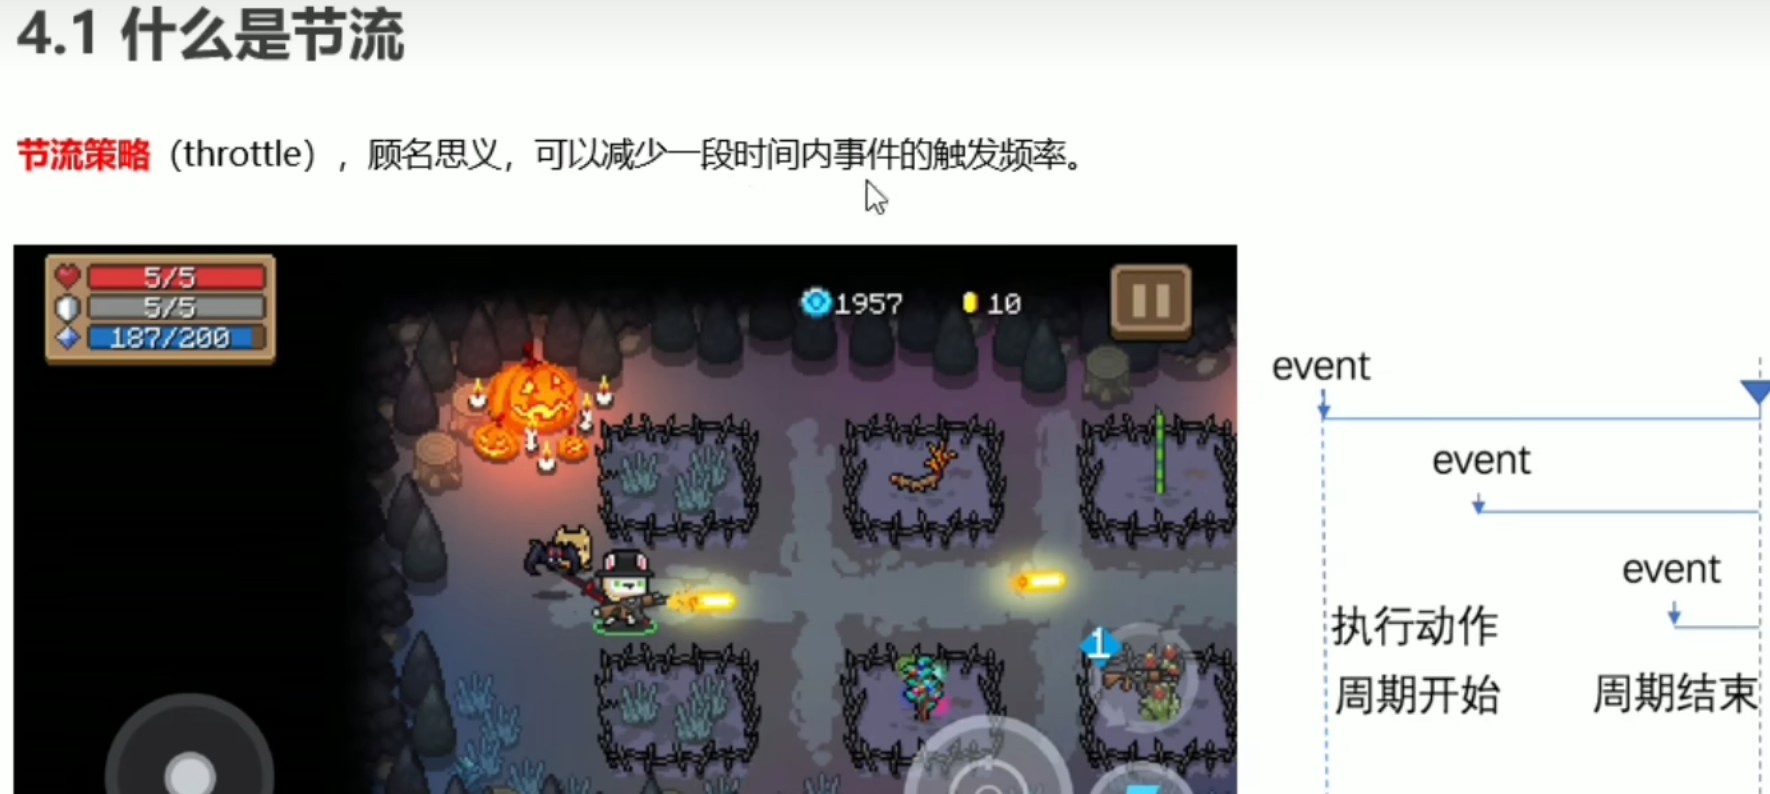 4.1 什么是节流
节流策略（throttle），顾名思义，可以减少一段时间内事件的触发频率。
5/5
5/5
187/200
1957
10
1
event
event
event
执行动作
周期开始
周期结束